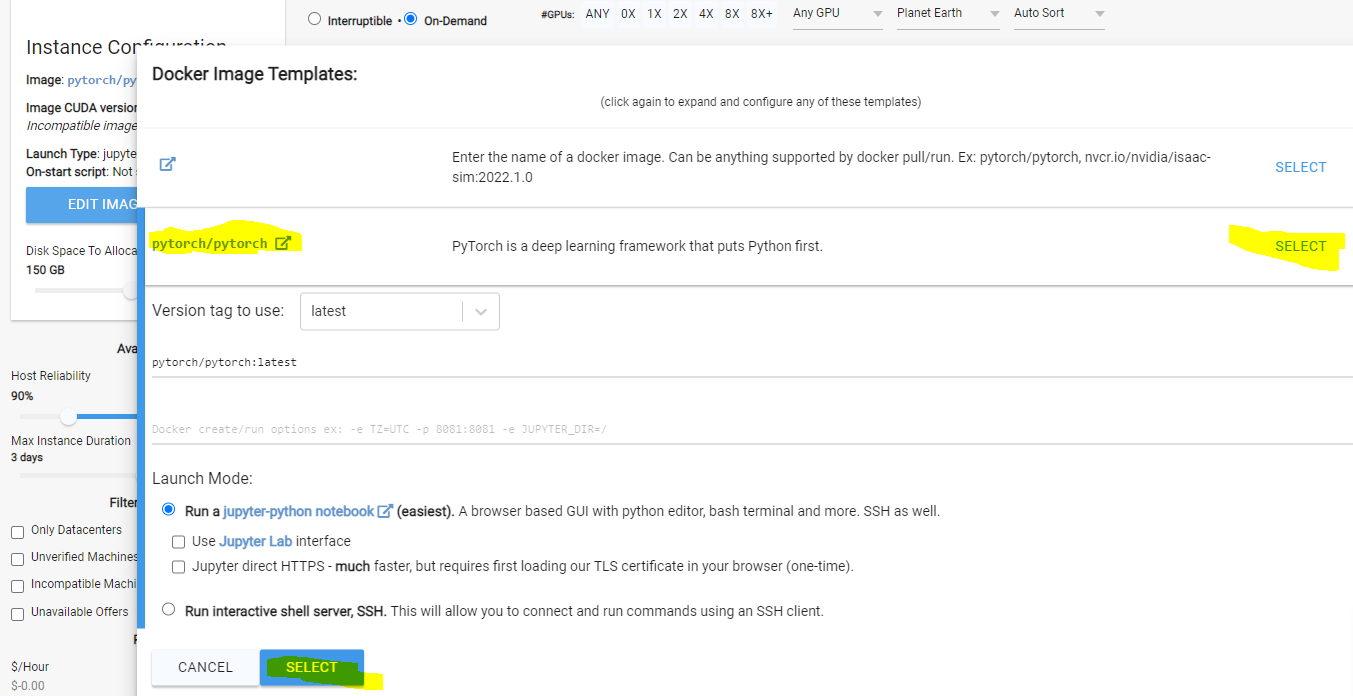 Interruptible • On-Demand #GPUs: ANY 0X 1X 2X 4X 8X 8X+ Any GPU Planet Earth Auto Sort
Instance Configuration
Image: pytorch/py
Image CUDA version
Incompatible image
Launch Type: jupyte
On-start script: Not
EDIT IMAG
Disk Space To Alloca
150 GB
Ava
Host Reliability
90%
Max Instance Duration
3 days
Filter
Only Datacenters
Unverified Machines
Incompatible Machi
Unavailable Offers
$/Hour
$-0.00
Docker Image Templates:
(click again to expand and configure any of these templates)
Enter the name of a docker image. Can be anything supported by docker pull/run. Ex: pytorch/pytorch, nvcr.io/nvidia/isaac-
sim:2022.1.0
SELECT
pytorch/pytorch PyTorch is a deep learning framework that puts Python first. SELECT
Version tag to use: latest
pytorch/pytorch:latest
Docker create/run options ex: -e TZ=UTC -p 8081:8081 -e JUPYTER_DIR=/
Launch Mode:
Run a jupyter-python notebook (easiest). A browser based GUI with python editor, bash terminal and more. SSH as well.
Use Jupyter Lab interface
Jupyter direct HTTPS - much faster, but requires first loading our TLS certificate in your browser (one-time).
Run interactive shell server, SSH. This will allow you to connect and run commands using an SSH client.
CANCEL SELECT